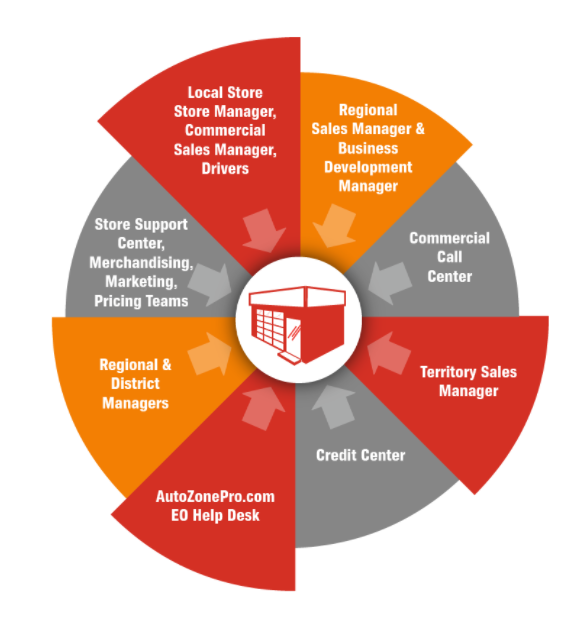 Local Store
Store Manager,
Commercial
Sales Manager,
Drivers
Regional
Sales Manager &
Business
Development
Manager
Commercial
Call
Center
Territory Sales
Manager
Credit Center
AutoZonePro.com
EO Help Desk
Regional &
District
Managers
Store Support
Center,
Merchandising,
Marketing,
Pricing Teams